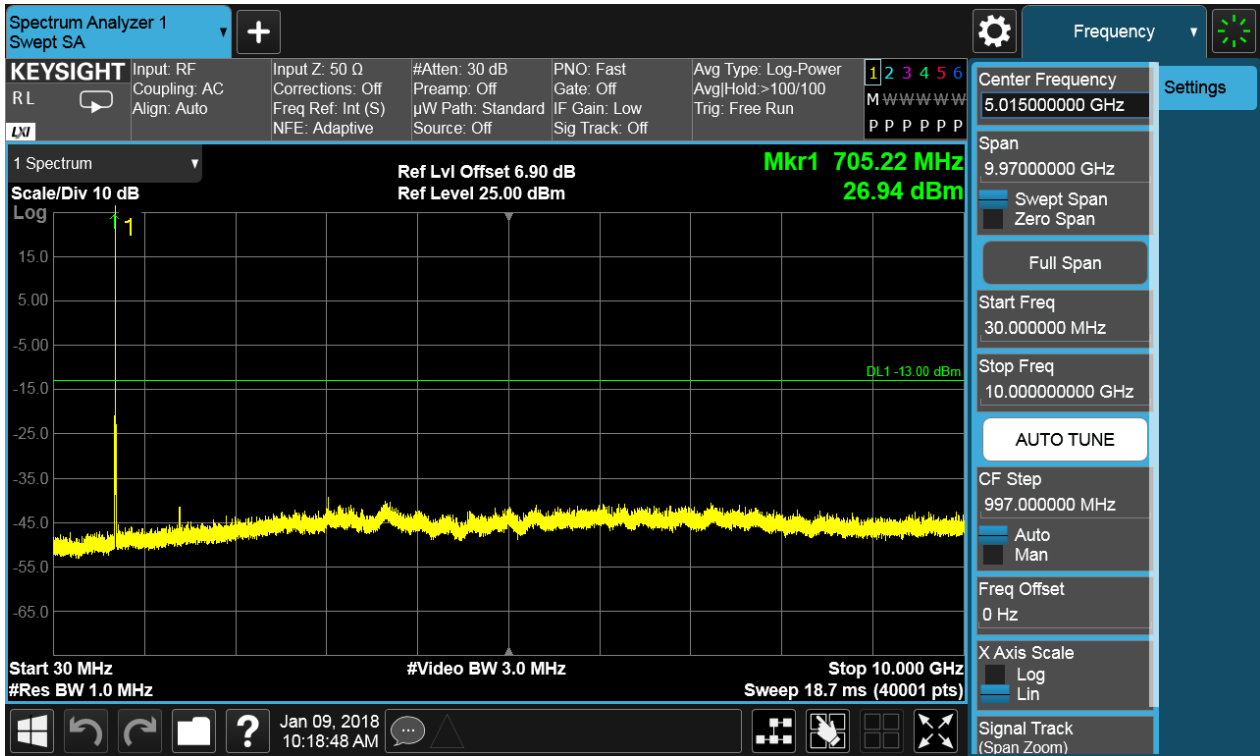 Spectrum Analyzer 1
Swept SA
+
Frequency
KEYSIGHT
RL
LXI
Input: RF
Coupling: AC
Align: Auto
Input Z: 50 Ω
Corrections: Off
Freq Ref: Int (S)
NFE: Adaptive
#Atten: 30 dB
Preamp: Off
µW Path: Standard
Source: Off
PNO: Fast
Gate: Off
IF Gain: Low
Sig Track: Off
Avg Type: Log-Power
Avg|Hold:>100/100
Trig: Free Run
1 2 3 4 5 6
M W W W W W
P P P P P P
1 Spectrum
Scale/Div 10 dB
Log
Ref Lvl Offset 6.90 dB
Ref Level 25.00 dBm
Mkr1 705.22 MHz
26.94 dBm
1
15.0
5.00
-5.00
DL1 -13.00 dBm
-15.0
-25.0
-35.0
-45.0
-55.0
-65.0
Start 30 MHz
#Res BW 1.0 MHz
#Video BW 3.0 MHz
Stop 10.000 GHz
Sweep 18.7 ms (40001 pts)
Center Frequency
5.015000000 GHz
Span
9.97000000 GHz
Swept Span
Zero Span
Full Span
Start Freq
30.000000 MHz
Stop Freq
10.000000000 GHz
AUTO TUNE
CF Step
997.000000 MHz
Auto
Man
Freq Offset
0 Hz
X Axis Scale
Log
Lin
Signal Track
(Span Zoom)
Settings
?
Jan 09, 2018
10:18:48 AM